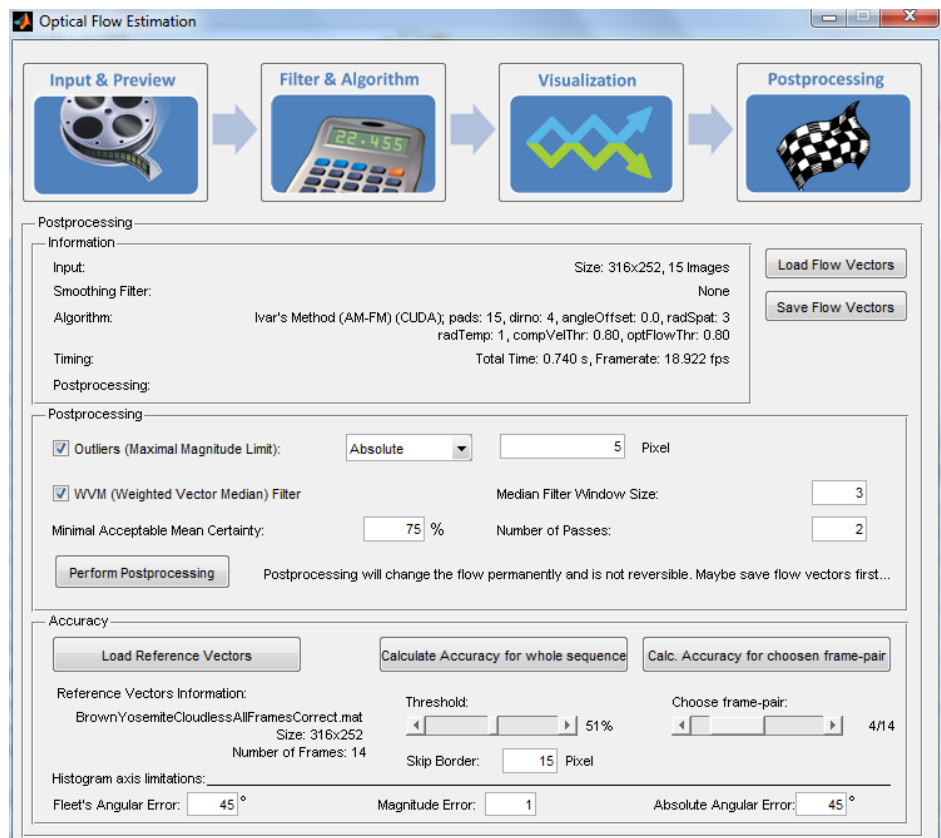 Optical Flow Estimation
Input & Preview
Filter & Algorithm
Visualization
Postprocessing
22.455
Postprocessing
Information
Input:
Size: 316x252, 15 Images
Load Flow Vectors
Smoothing Filter:
None
Save Flow Vectors
Algorithm:
Ivar's Method (AM-FM) (CUDA); pads: 15, dirno: 4, angleOffset: 0.0, radSpat: 3
radTemp: 1, compVelThr: 0.80, optFlowThr: 0.80
Timing:
Total Time: 0.740 s, Framerate: 18.922 fps
Postprocessing:
Postprocessing
Outliers (Maximal Magnitude Limit):
Absolute
5 Pixel
WVM (Weighted Vector Median) Filter
Median Filter Window Size:
3
Minimal Acceptable Mean Certainty:
75 %
Number of Passes:
2
Perform Postprocessing
Postprocessing will change the flow permanently and is not reversible. Maybe save flow vectors first...
Accuracy
Load Reference Vectors
Calculate Accuracy for whole sequence
Calc. Accuracy for choosen frame-pair
Reference Vectors Information:
BrownYosemiteCloudlessAllFramesCorrect.mat
Size: 316x252
Number of Frames: 14
Threshold:
51%
Choose frame-pair:
4/14
Skip Border:
15 Pixel
Histogram axis limitations:
Fleet's Angular Error:
45 °
Magnitude Error:
1
Absolute Angular Error:
45 °